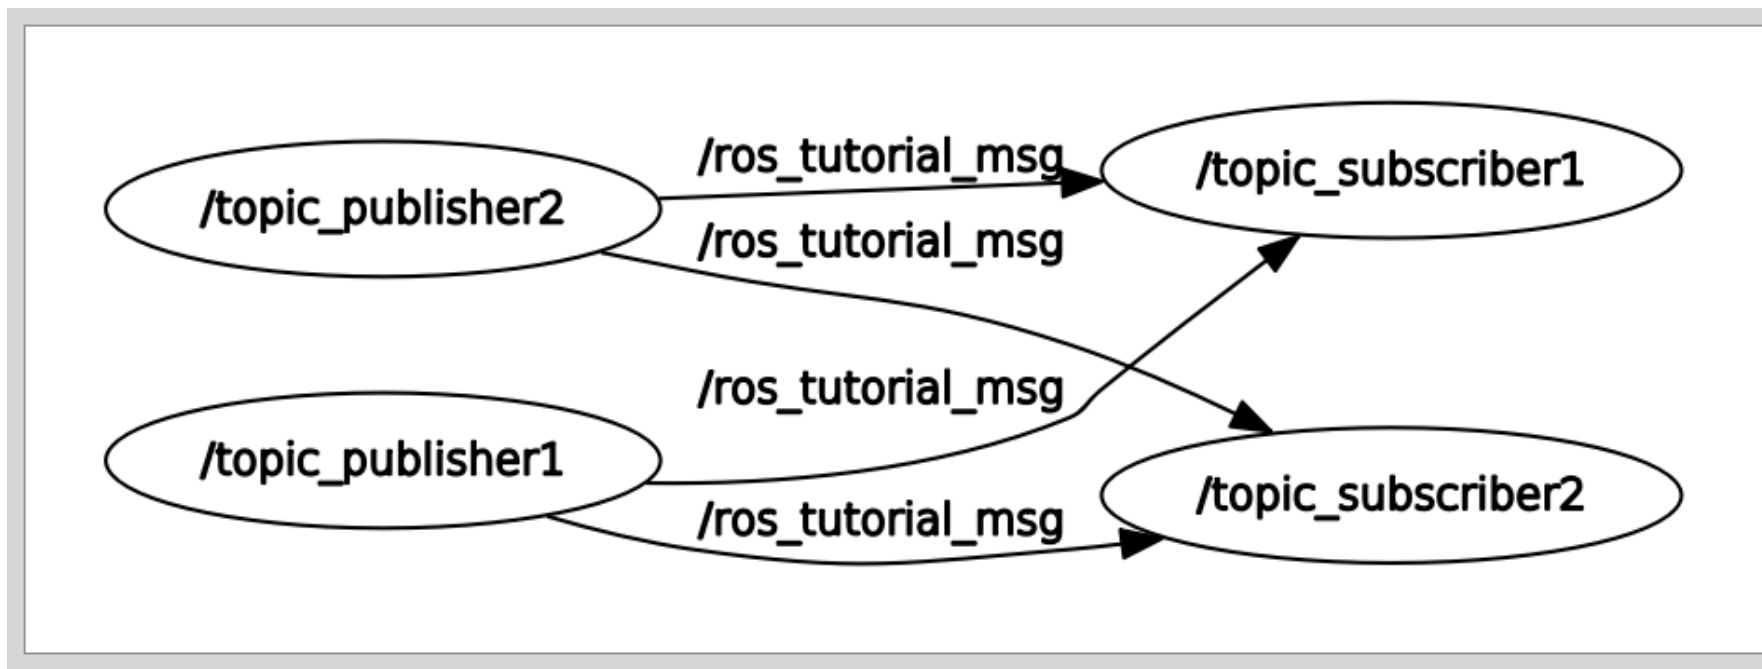 /ros_tutorial_msg
/topic_subscriber1
/topic_publisher2
/ros_tutorial_msg
/ros_tutorial_msg
/topic_publisher1
/topic_subscriber2
/ros_tutorial_msg